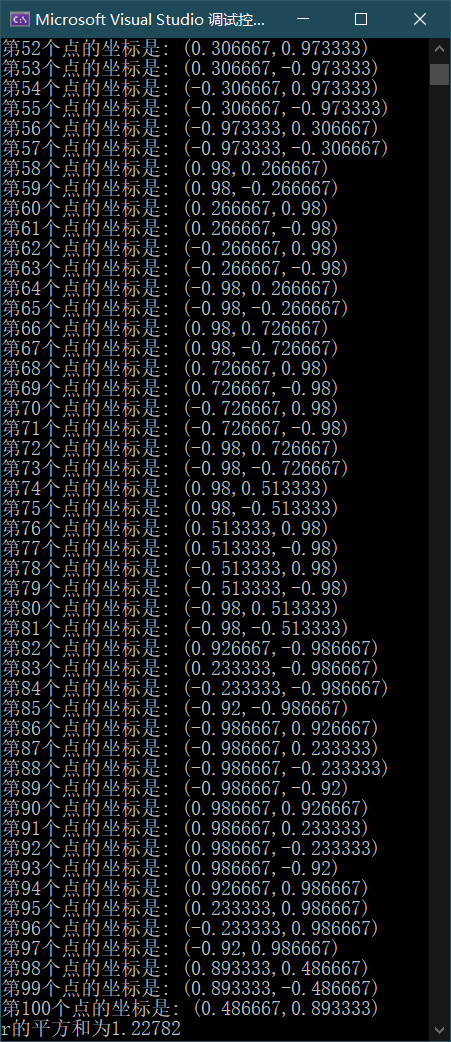 Microsoft Visual Studio 调试控...
第52个点的坐标是: (0.306667,0.973333)
第53个点的坐标是: (0.306667,-0.973333)
第54个点的坐标是: (-0.306667,0.973333)
第55个点的坐标是: (-0.306667,-0.973333)
第56个点的坐标是: (-0.973333,0.306667)
第57个点的坐标是: (-0.973333,-0.306667)
第58个点的坐标是: (0.98,0.266667)
第59个点的坐标是: (0.98,-0.266667)
第60个点的坐标是: (0.266667,0.98)
第61个点的坐标是: (0.266667,-0.98)
第62个点的坐标是: (-0.266667,0.98)
第63个点的坐标是: (-0.266667,-0.98)
第64个点的坐标是: (-0.98,0.266667)
第65个点的坐标是: (-0.98,-0.266667)
第66个点的坐标是: (0.98,0.726667)
第67个点的坐标是: (0.98,-0.726667)
第68个点的坐标是: (0.726667,0.98)
第69个点的坐标是: (0.726667,-0.98)
第70个点的坐标是: (-0.726667,0.98)
第71个点的坐标是: (-0.726667,-0.98)
第72个点的坐标是: (-0.98,0.726667)
第73个点的坐标是: (-0.98,-0.726667)
第74个点的坐标是: (0.98,0.513333)
第75个点的坐标是: (0.98,-0.513333)
第76个点的坐标是: (0.513333,0.98)
第77个点的坐标是: (0.513333,-0.98)
第78个点的坐标是: (-0.513333,0.98)
第79个点的坐标是: (-0.513333,-0.98)
第80个点的坐标是: (-0.98,0.513333)
第81个点的坐标是: (-0.98,-0.513333)
第82个点的坐标是: (0.926667,-0.986667)
第83个点的坐标是: (0.233333,-0.986667)
第84个点的坐标是: (-0.233333,-0.986667)
第85个点的坐标是: (-0.92,-0.986667)
第86个点的坐标是: (-0.986667,0.926667)
第87个点的坐标是: (-0.986667,0.233333)
第88个点的坐标是: (-0.986667,-0.233333)
第89个点的坐标是: (-0.986667,-0.92)
第90个点的坐标是: (0.986667,0.926667)
第91个点的坐标是: (0.986667,0.233333)
第92个点的坐标是: (0.986667,-0.233333)
第93个点的坐标是: (0.986667,-0.92)
第94个点的坐标是: (0.926667,0.986667)
第95个点的坐标是: (0.233333,0.986667)
第96个点的坐标是: (-0.233333,0.986667)
第97个点的坐标是: (-0.92,0.986667)
第98个点的坐标是: (0.893333,0.486667)
第99个点的坐标是: (0.893333,-0.486667)
第100个点的坐标是: (0.486667,0.893333)
r的平方和为1.22782